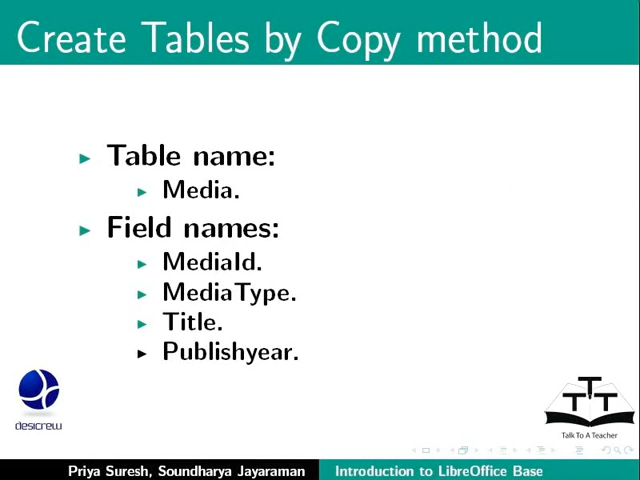 Create Tables by Copy method
Table name:
Media.
Field names:
MediaId.
MediaType.
Title.
Publishyear.
desicrew
TTT
Talk To A Teacher
Priya Suresh, Soundharya Jayaraman
Introduction to LibreOffice Base